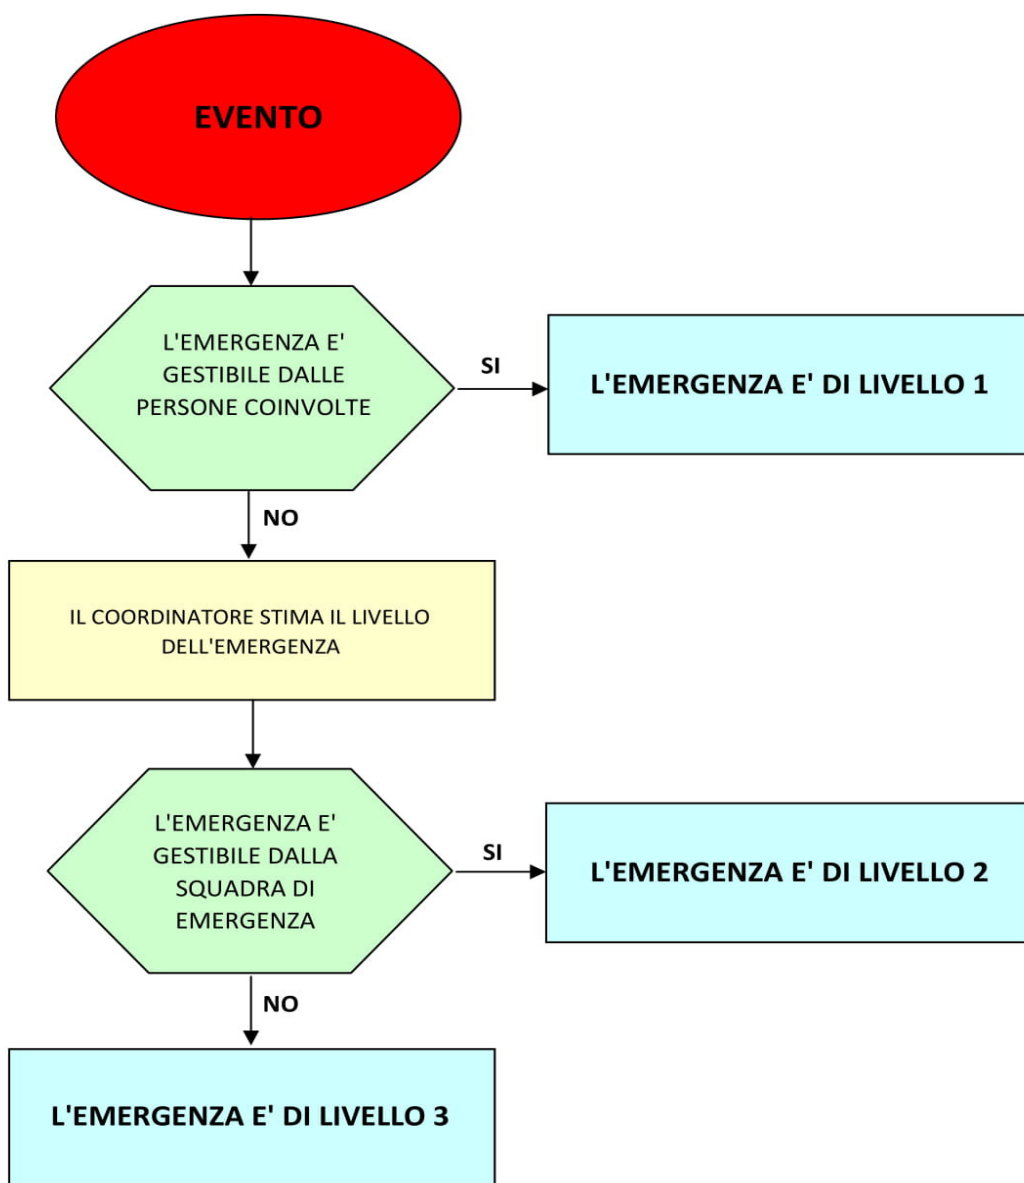 EVENTO
L'EMERGENZA E'
GESTIBILE DALLE
PERSONE COINVOLTE
SI
L'EMERGENZA E' DI LIVELLO 1
NO
IL COORDINATORE STIMA IL LIVELLO
DELL'EMERGENZA
L'EMERGENZA E'
GESTIBILE DALLA
SQUADRA DI
EMERGENZA
SI
L'EMERGENZA E' DI LIVELLO 2
NO
L'EMERGENZA E' DI LIVELLO 3